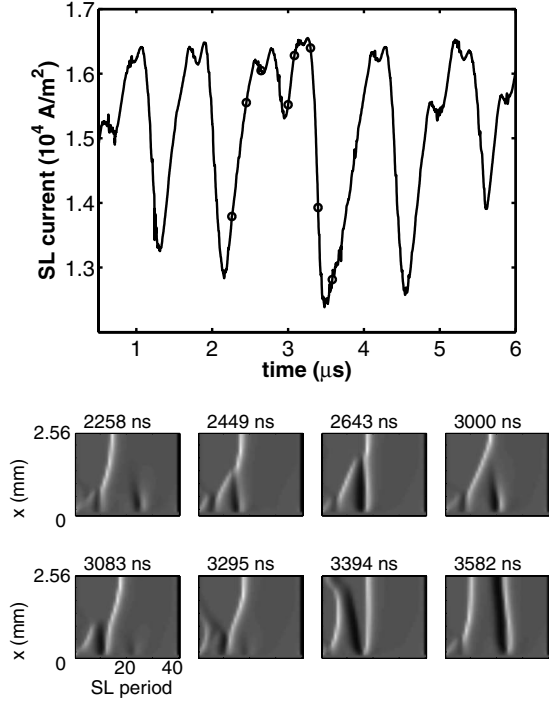 1.7
1.6
1.5
1.4
1.3
SL current (10⁴ A/m²)
1 2 3 4 5 6
time (μs)
2258 ns 2449 ns 2643 ns 3000 ns
2.56
x (mm)
0
3083 ns 3295 ns 3394 ns 3582 ns
2.56
x (mm)
0
20 40
SL period